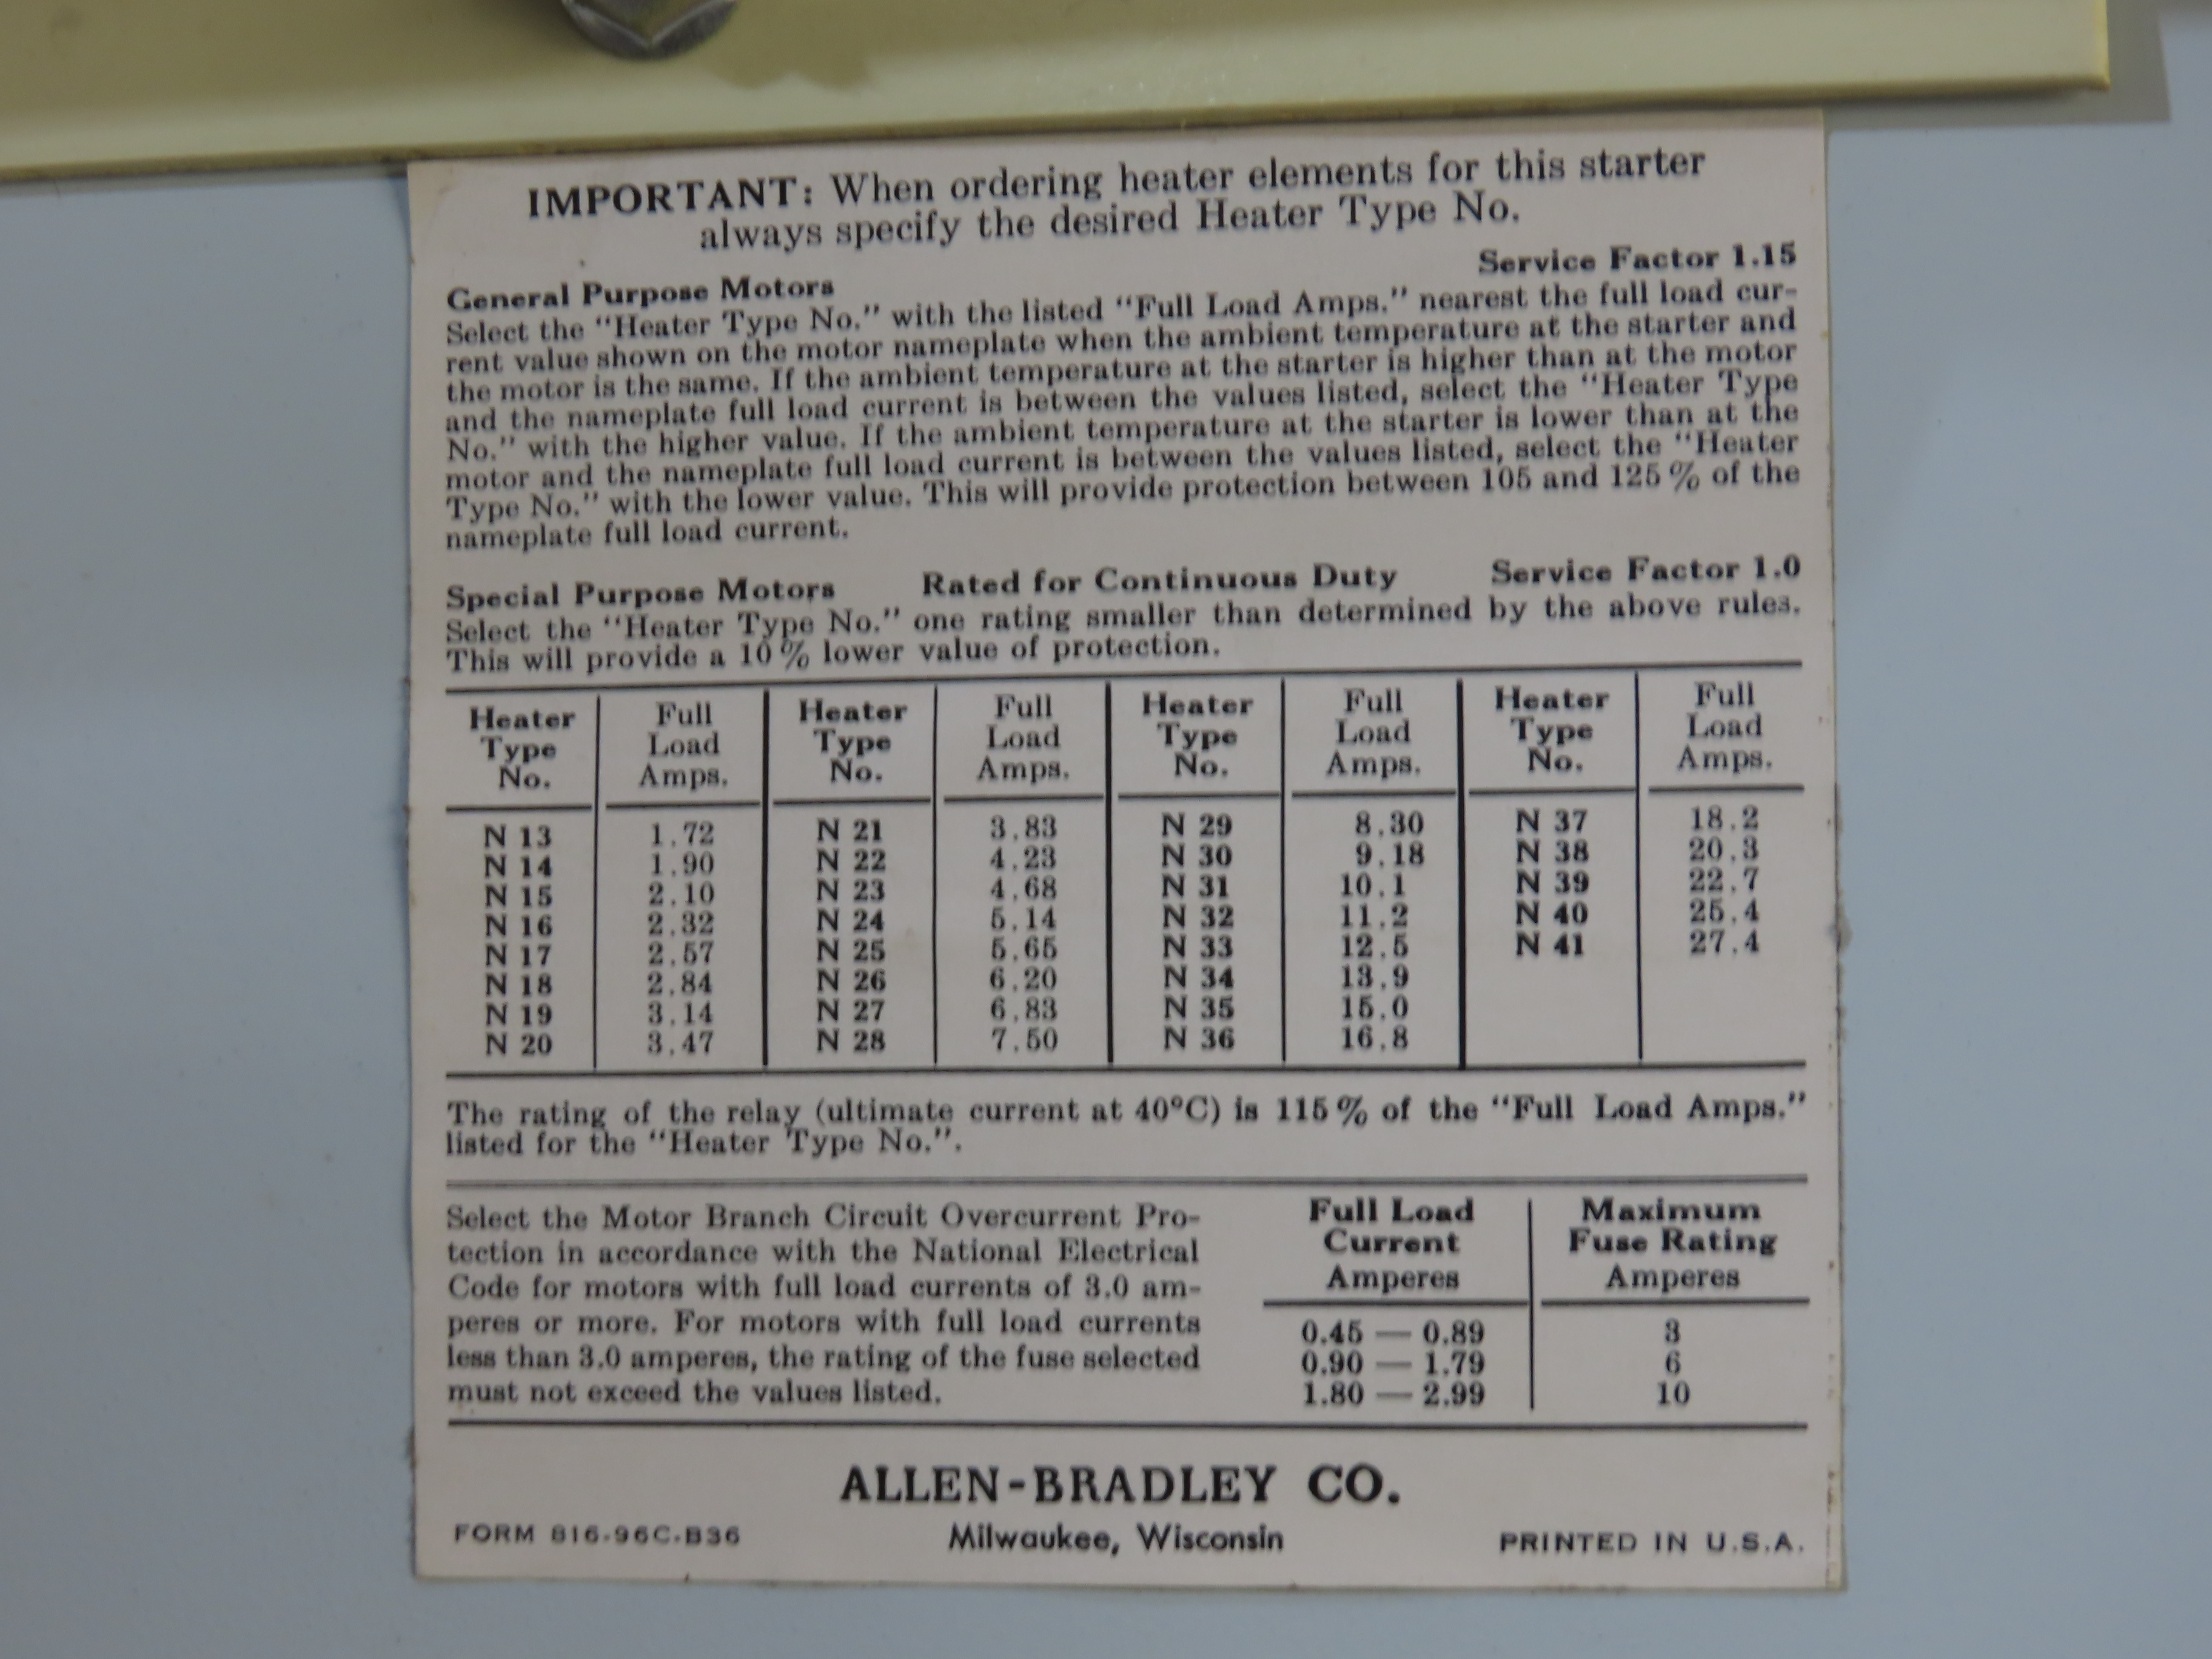 IMPORTANT: When ordering heater elements for this starter
always specify the desired Heater Type No.
General Purpose Motors Service Factor 1.15
Select the "Heater Type No." with the listed "Full Load Amps." nearest the full load cur-
rent value shown on the motor nameplate when the ambient temperature at the starter and
the motor is the same. If the ambient temperature at the starter is higher than at the motor
and the nameplate full load current is between the values listed, select the "Heater Type
No." with the higher value. If the ambient temperature at the starter is lower than at the
motor and the nameplate full load current is between the values listed, select the "Heater
Type No." with the lower value. This will provide protection between 105 and 125% of the
nameplate full load current.
Special Purpose Motors Rated for Continuous Duty Service Factor 1.0
Select the "Heater Type No." one rating smaller than determined by the above rules.
This will provide a 10% lower value of protection.
Heater Full Heater Full Heater Full Heater Full
Type Load Type Load Type Load Type Load
No. Amps. No. Amps. No. Amps. No. Amps.
N 13 1.72 N 21 3.83 N 29 8.30 N 37 18.2
N 14 1.90 N 22 4.23 N 30 9.18 N 38 20.3
N 15 2.10 N 23 4.68 N 31 10.1 N 39 22.7
N 16 2.32 N 24 5.14 N 32 11.2 N 40 25.4
N 17 2.57 N 25 5.65 N 33 12.5 N 41 27.4
N 18 2.84 N 26 6.20 N 34 13.9
N 19 3.14 N 27 6.83 N 35 15.0
N 20 3.47 N 28 7.50 N 36 16.8
The rating of the relay (ultimate current at 40°C) is 115% of the "Full Load Amps."
listed for the "Heater Type No.".
Select the Motor Branch Circuit Overcurrent Pro-
tection in accordance with the National Electrical
Code for motors with full load currents of 3.0 am-
peres or more. For motors with full load currents
less than 3.0 amperes, the rating of the fuse selected
must not exceed the values listed.
Full Load Maximum
Current Fuse Rating
Amperes Amperes
0.45 — 0.89 3
0.90 — 1.79 6
1.80 — 2.99 10
ALLEN-BRADLEY CO.
FORM 816-96C-B36 Milwaukee, Wisconsin PRINTED IN U.S.A.